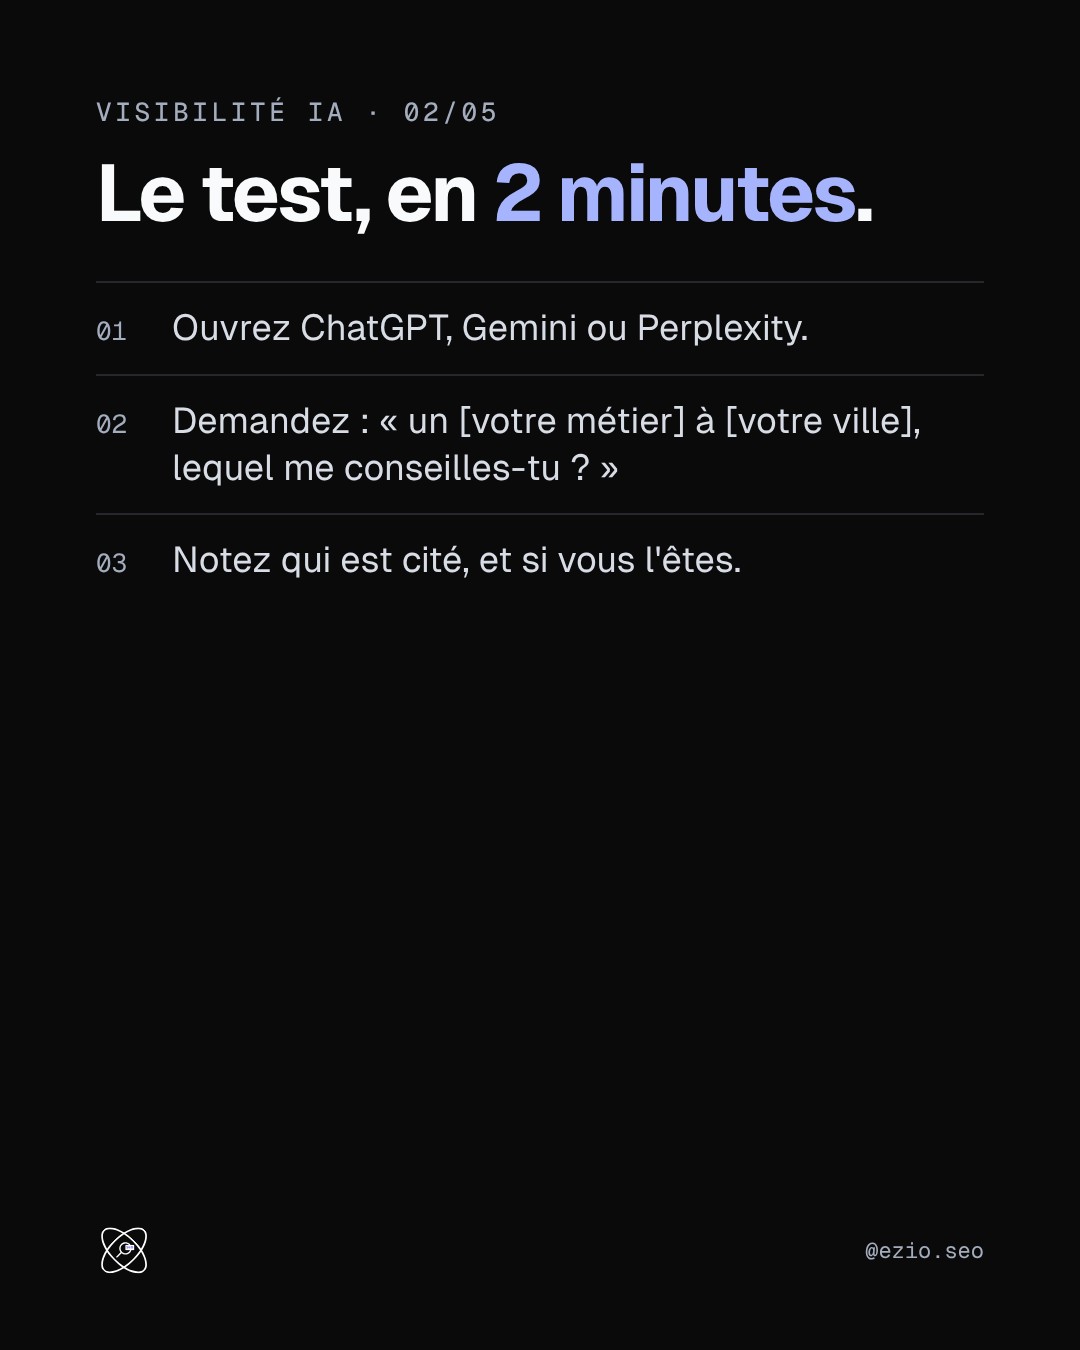 VISIBILITÉ IA · 02/05
Le test, en 2 minutes.
01 Ouvrez ChatGPT, Gemini ou Perplexity.
02 Demandez : « un [votre métier] à [votre ville],
lequel me conseilles-tu ? »
03 Notez qui est cité, et si vous l'êtes.
@ezio.seo